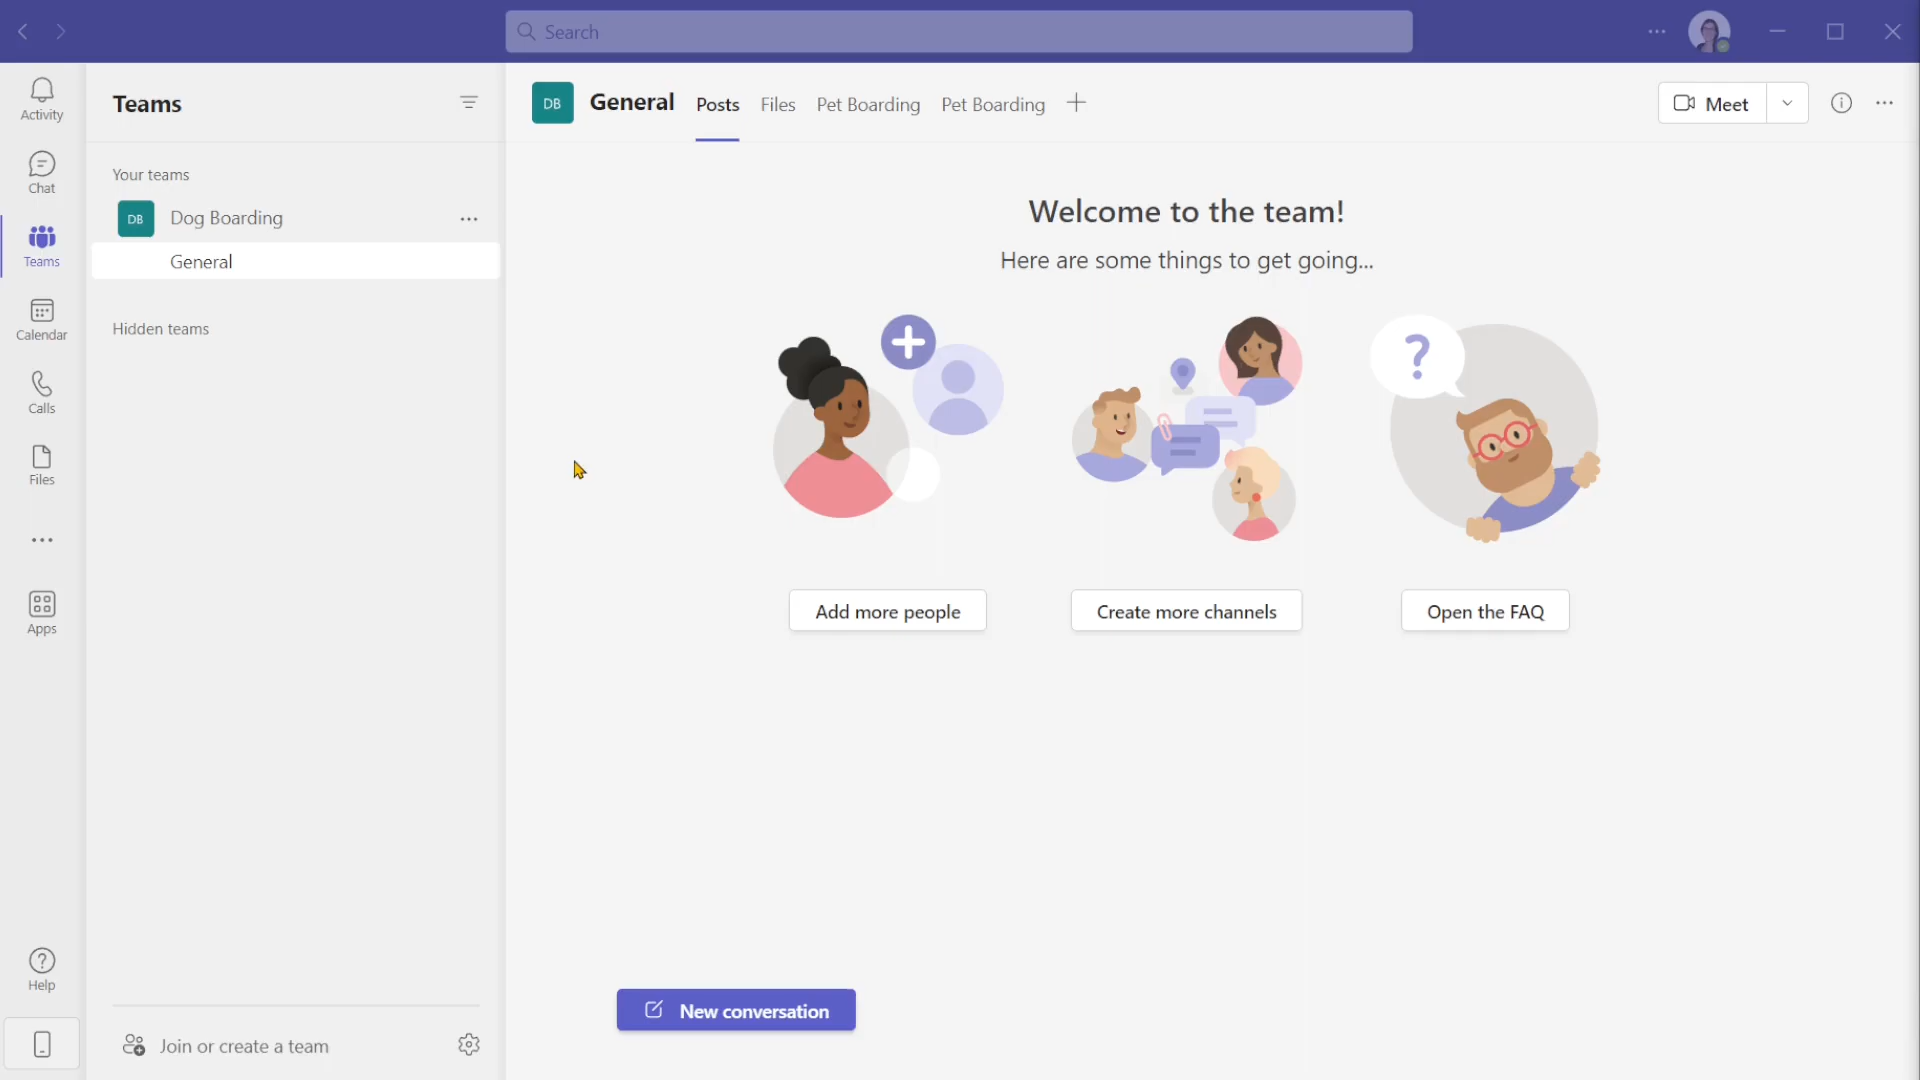 Search
Activity
Chat
Teams
Calendar
Calls
Files
Apps
Help
Teams
Your teams
DB Dog Boarding
General
Hidden teams
Join or create a team
DB General Posts Files Pet Boarding Pet Boarding
Meet
Welcome to the team!
Here are some things to get going...
?
Add more people
Create more channels
Open the FAQ
New conversation